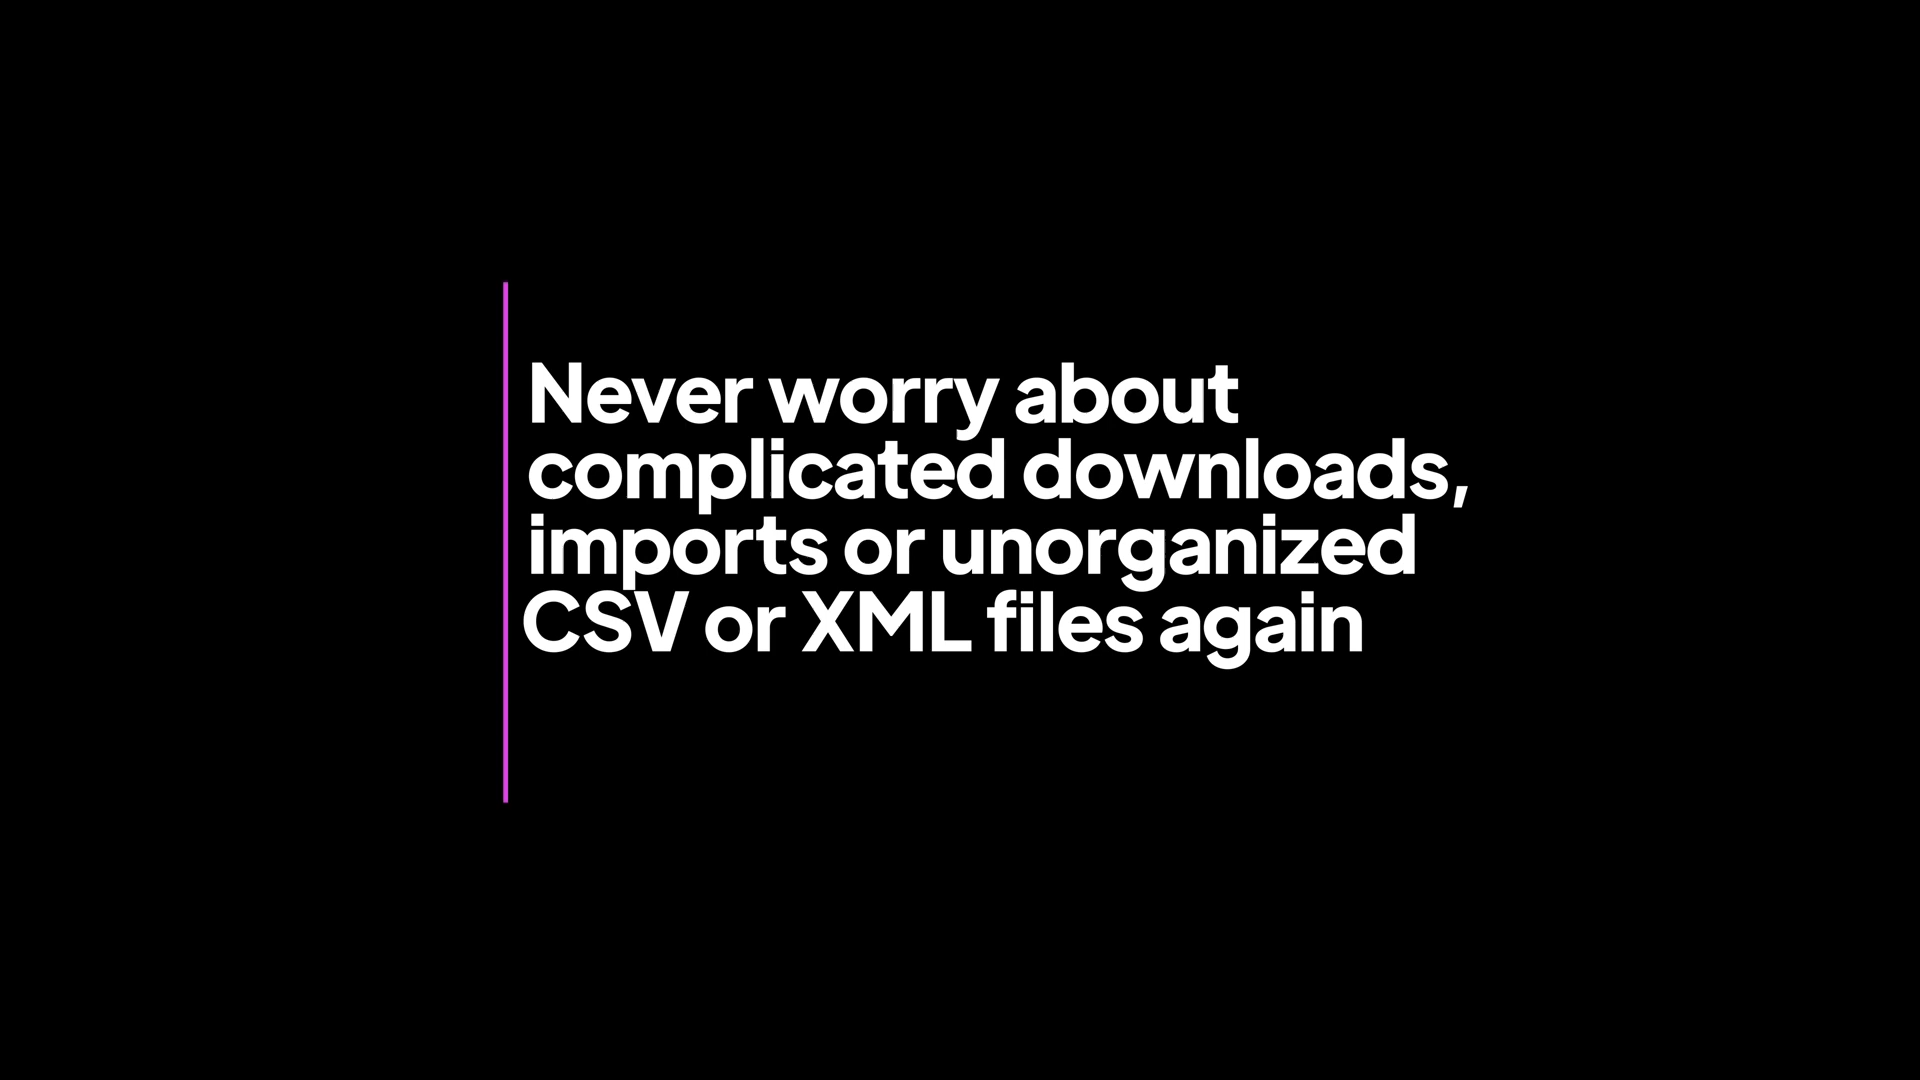 Never worry about
complicated downloads,
imports or unorganized
CSV or XML files again